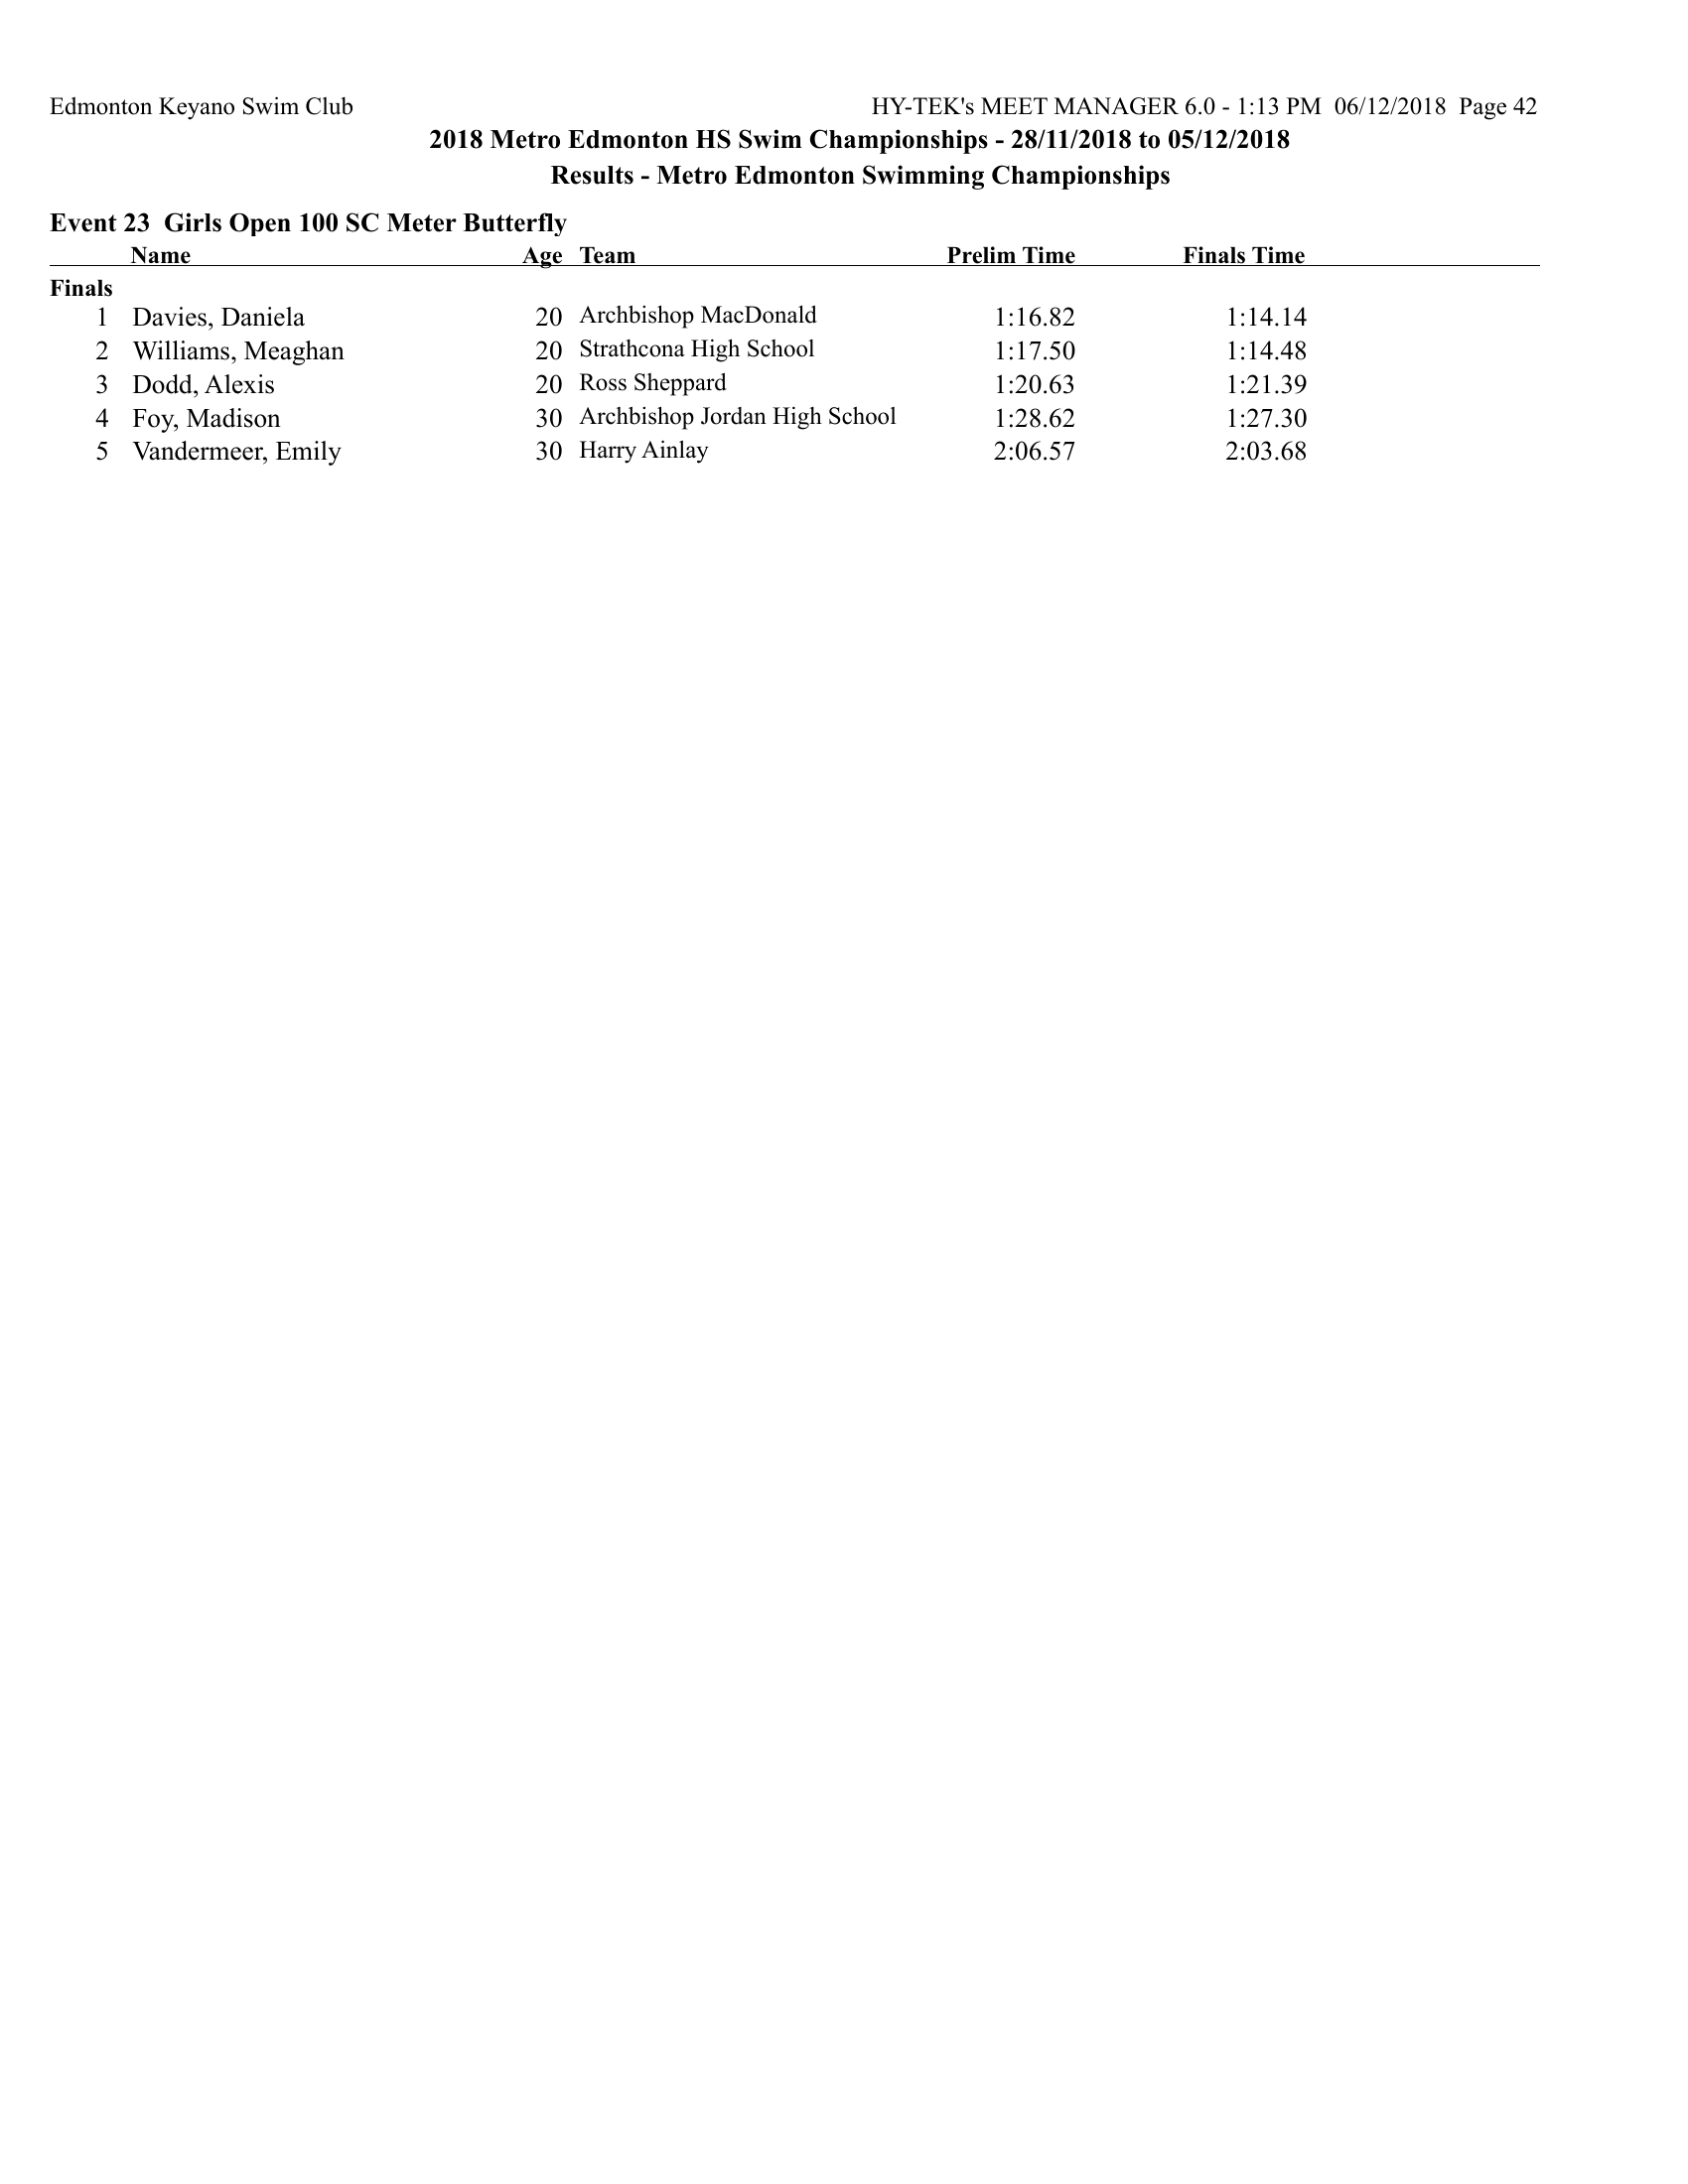 Edmonton Keyano Swim Club HY-TEK's MEET MANAGER 6.0 - 1:13 PM 06/12/2018 Page 42
2018 Metro Edmonton HS Swim Championships - 28/11/2018 to 05/12/2018
Results - Metro Edmonton Swimming Championships
Event 23 Girls Open 100 SC Meter Butterfly
Name Age Team Prelim Time Finals Time
Finals
1 Davies, Daniela 20 Archbishop MacDonald 1:16.82 1:14.14
2 Williams, Meaghan 20 Strathcona High School 1:17.50 1:14.48
3 Dodd, Alexis 20 Ross Sheppard 1:20.63 1:21.39
4 Foy, Madison 30 Archbishop Jordan High School 1:28.62 1:27.30
5 Vandermeer, Emily 30 Harry Ainlay 2:06.57 2:03.68